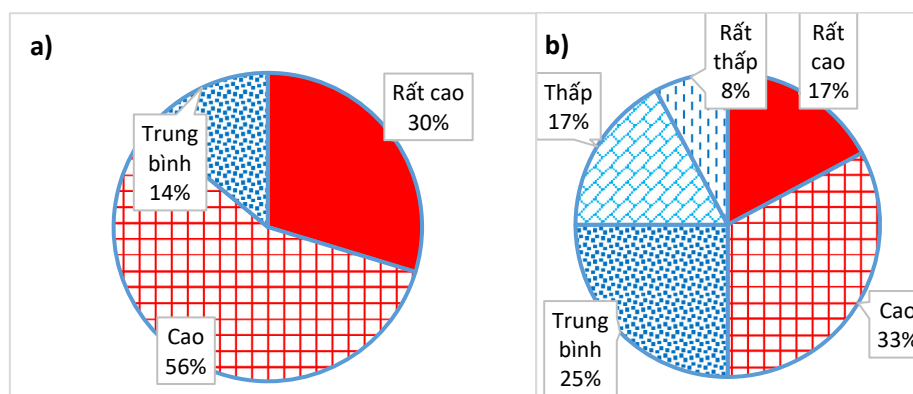 a)
Rất cao
30%
Trung
bình
14%
Cao
56%
b)
Rất
thấp
8%
Rất
cao
17%
Thấp
17%
Cao
33%
Trung
bình
25%